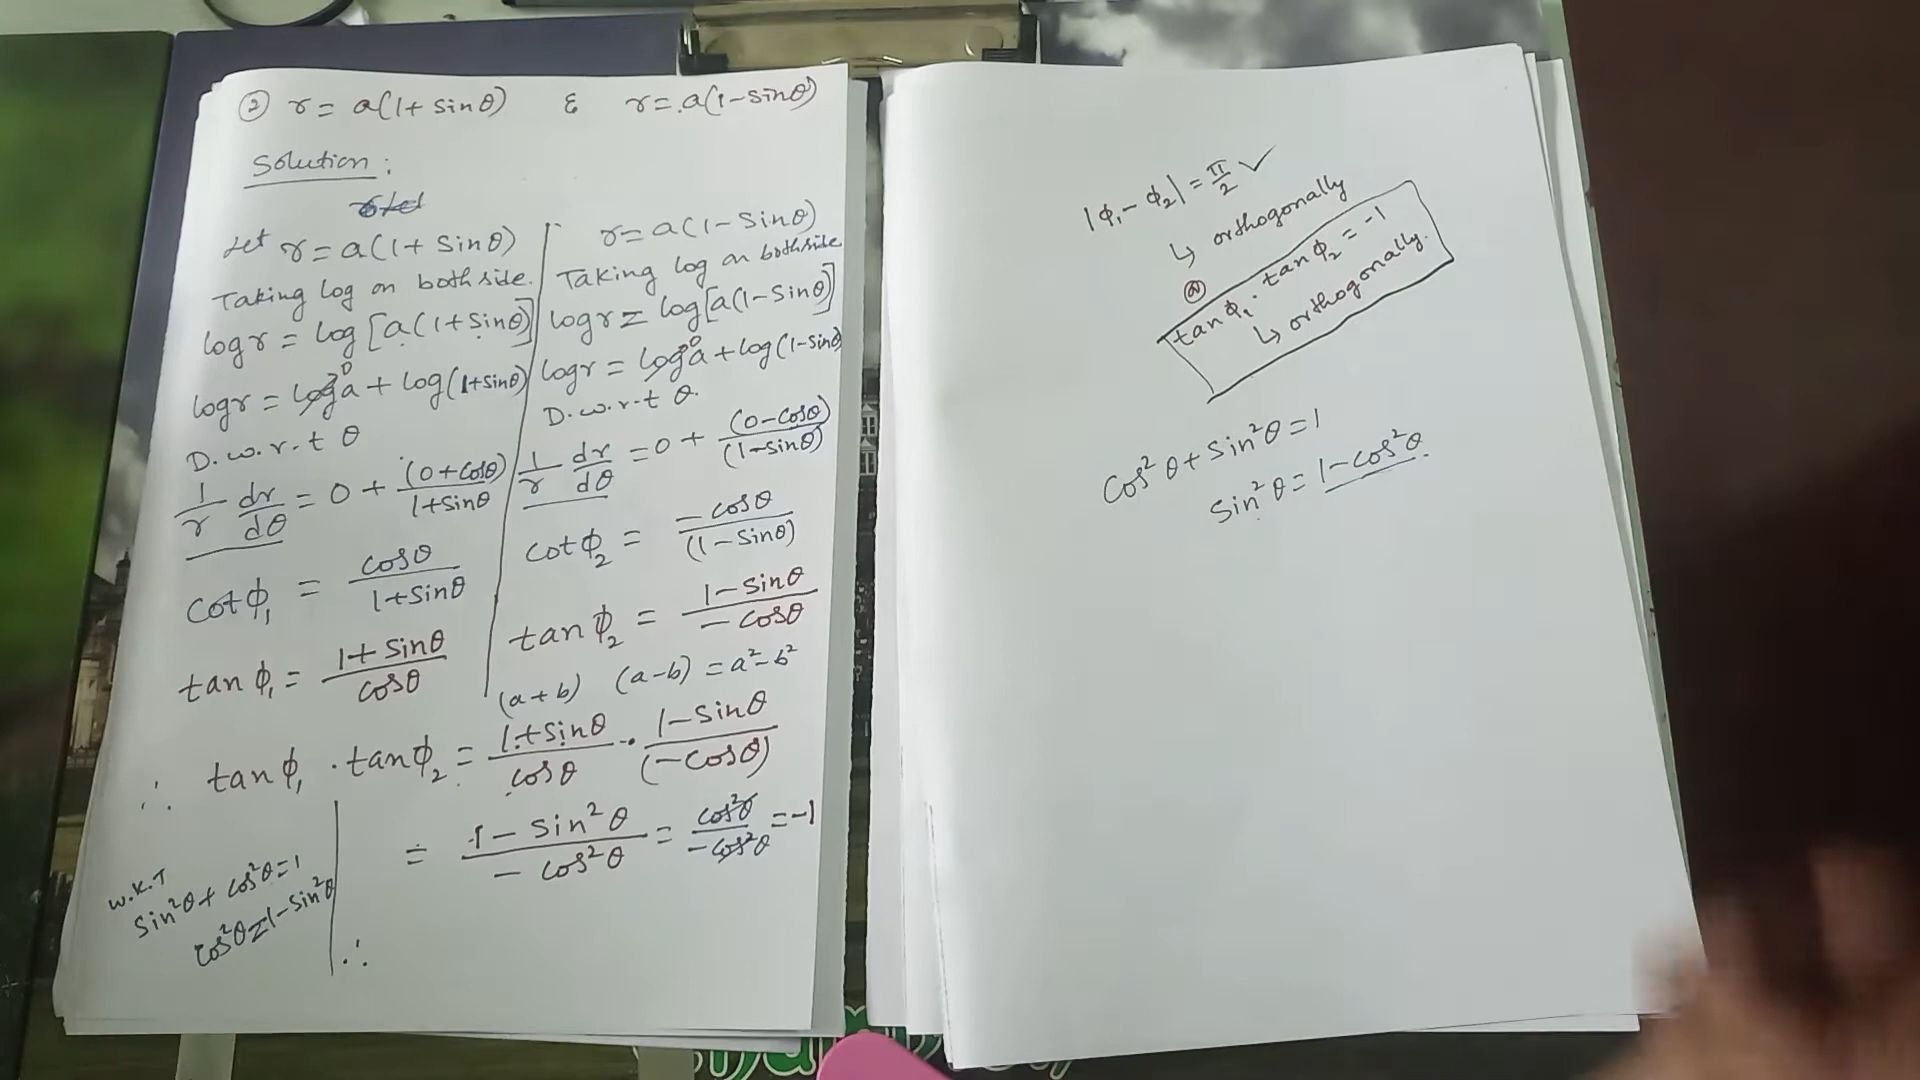 ② r = a(1+ sinθ) & r = a(1-sinθ)
Solution :
Let r = a(1+ sinθ)
Taking log on both side.
log r = log [a(1+sinθ)]
log r = log a⁰ + log(1+sinθ)
D. w. r. t θ
1/r dr/dθ = 0 + (0+cosθ)/1+sinθ
cot φ₁ = cosθ/1+sinθ
tan φ₁ = 1+ sinθ/cosθ
r = a(1-sinθ)
Taking log on bothside
log r = log[a(1-sinθ)]
log r = log a⁰ + log(1-sinθ)
D. w. r. t θ.
1/r dr/dθ = 0 + (0-cosθ)/(1-sinθ)
cot φ₂ = -cosθ/(1-sinθ)
tan φ₂ = 1-sinθ/-cosθ
(a+b) (a-b) = a²-b²
∴ tan φ₁ . tan φ₂ = 1+sinθ/cosθ . 1-sinθ/(-cosθ)
= 1-sin²θ/-cos²θ = cos²θ/-cos²θ = -1
W.K.T
sin²θ + cos²θ = 1
cos²θ = 1-sin²θ
∴
|φ₁ - φ₂| = π/2 ✓
↳ orthogonally
tan φ₁ . tan φ₂ = -1
↳ orthogonally.
cos²θ + sin²θ = 1
sin²θ = 1-cos²θ.